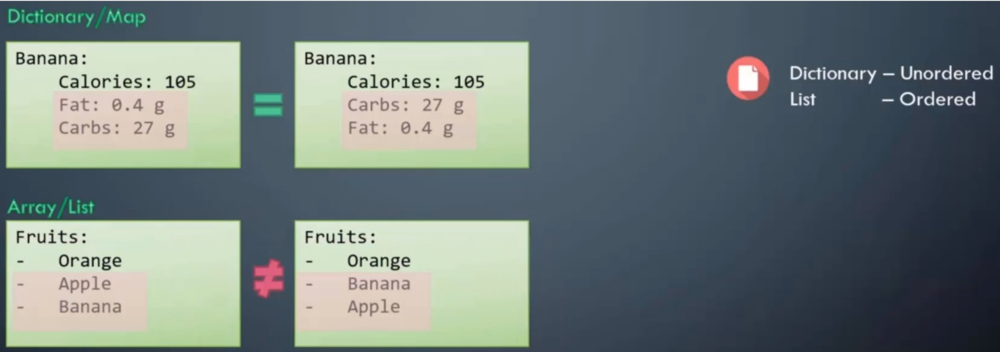 Dictionary/Map
Banana:
Calories: 105
Fat: 0.4 g
Carbs: 27 g
=
Banana:
Calories: 105
Carbs: 27 g
Fat: 0.4 g
Dictionary – Unordered
List – Ordered
Array/List
Fruits:
- Orange
- Apple
- Banana
≠
Fruits:
- Orange
- Banana
- Apple